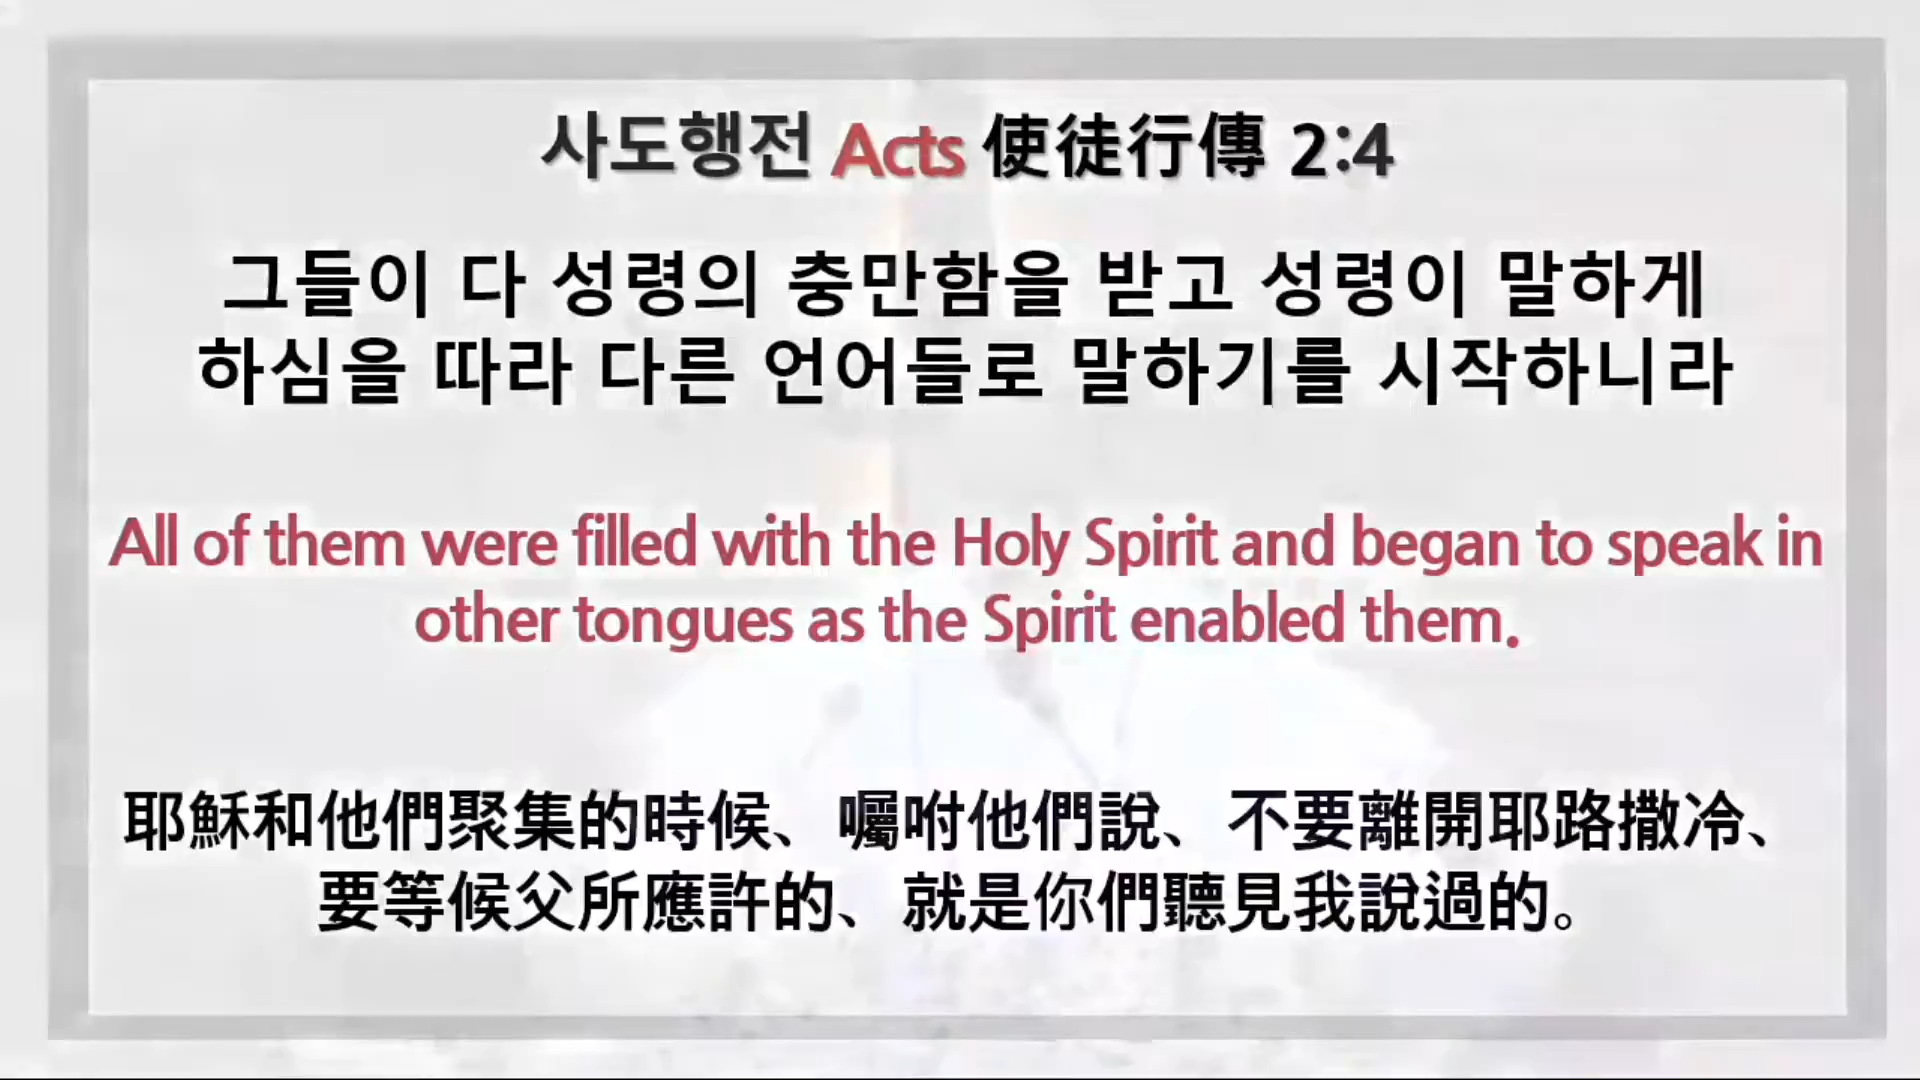 사도행전 Acts 使徒行傳 2:4
그들이 다 성령의 충만함을 받고 성령이 말하게
하심을 따라 다른 언어들로 말하기를 시작하니라
All of them were filled with the Holy Spirit and began to speak in
other tongues as the Spirit enabled them.
耶穌和他們聚集的時候、囑咐他們說、不要離開耶路撒冷、
要等候父所應許的、就是你們聽見我說過的。